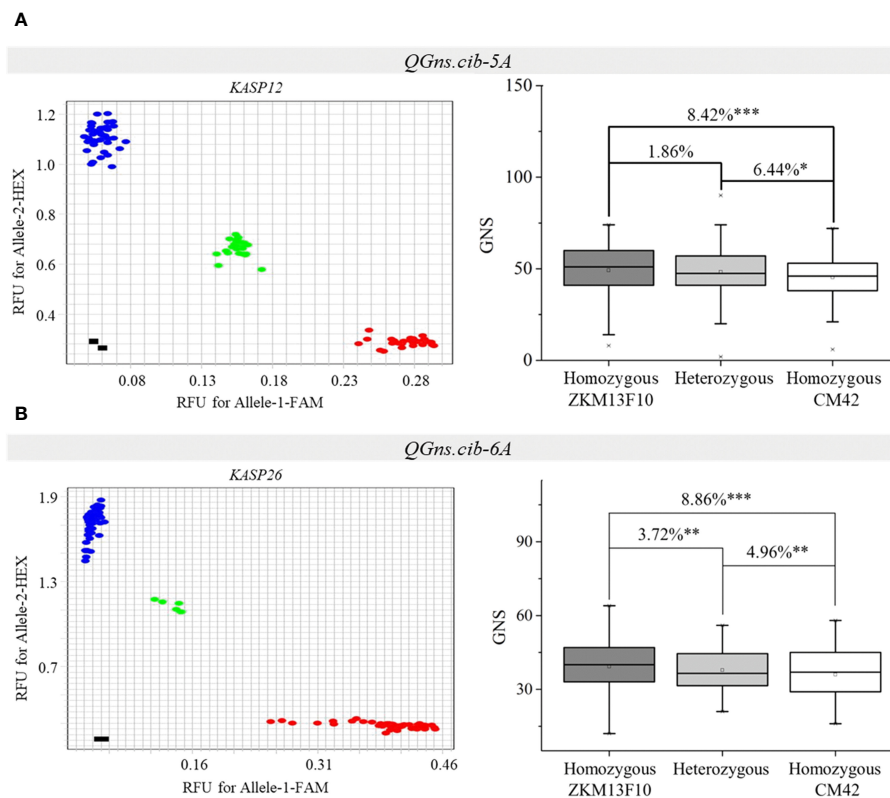 A
QGns.cib-5A
KASP12
RFU for Allele-2-HEX
1.2
1.0
0.8
0.6
0.4
0.08
0.13
0.18
0.23
0.28
RFU for Allele-1-FAM
GNS
150
100
50
0
8.42%***
1.86%
6.44%*
Homozygous
ZKM13F10
Heterozygous
Homozygous
CM42
B
QGns.cib-6A
KASP26
RFU for Allele-2-HEX
1.9
1.3
0.7
0.16
0.31
0.46
RFU for Allele-1-FAM
GNS
90
60
30
8.86%***
3.72%**
4.96%**
Homozygous
ZKM13F10
Heterozygous
Homozygous
CM42